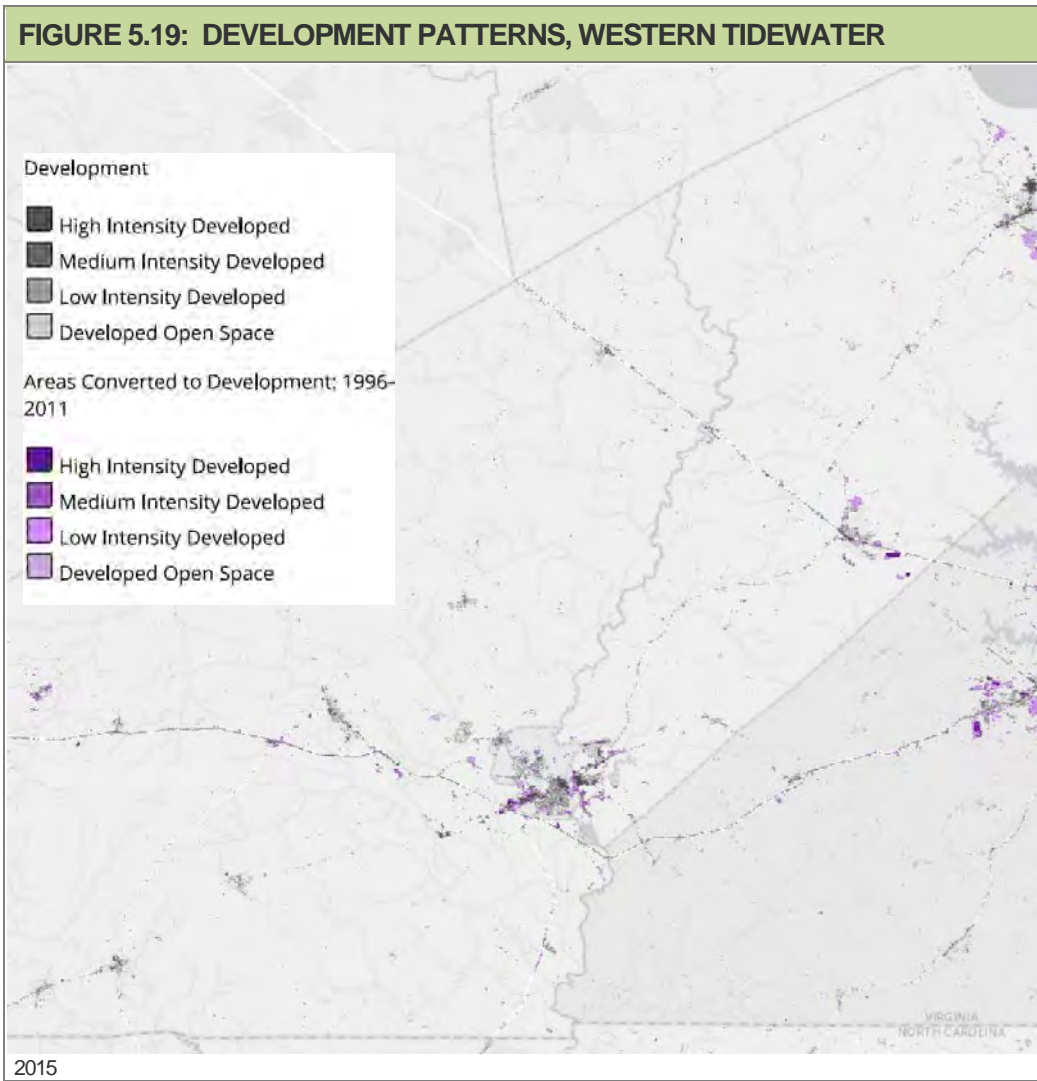 FIGURE 5.19: DEVELOPMENT PATTERNS, WESTERN TIDEWATER
Development
High Intensity Developed
Medium Intensity Developed
Low Intensity Developed
Developed Open Space
Areas Converted to Development: 1996-
2011
High Intensity Developed
Medium Intensity Developed
Low Intensity Developed
Developed Open Space
VIRGINIA
NORTH CAROLINA
2015